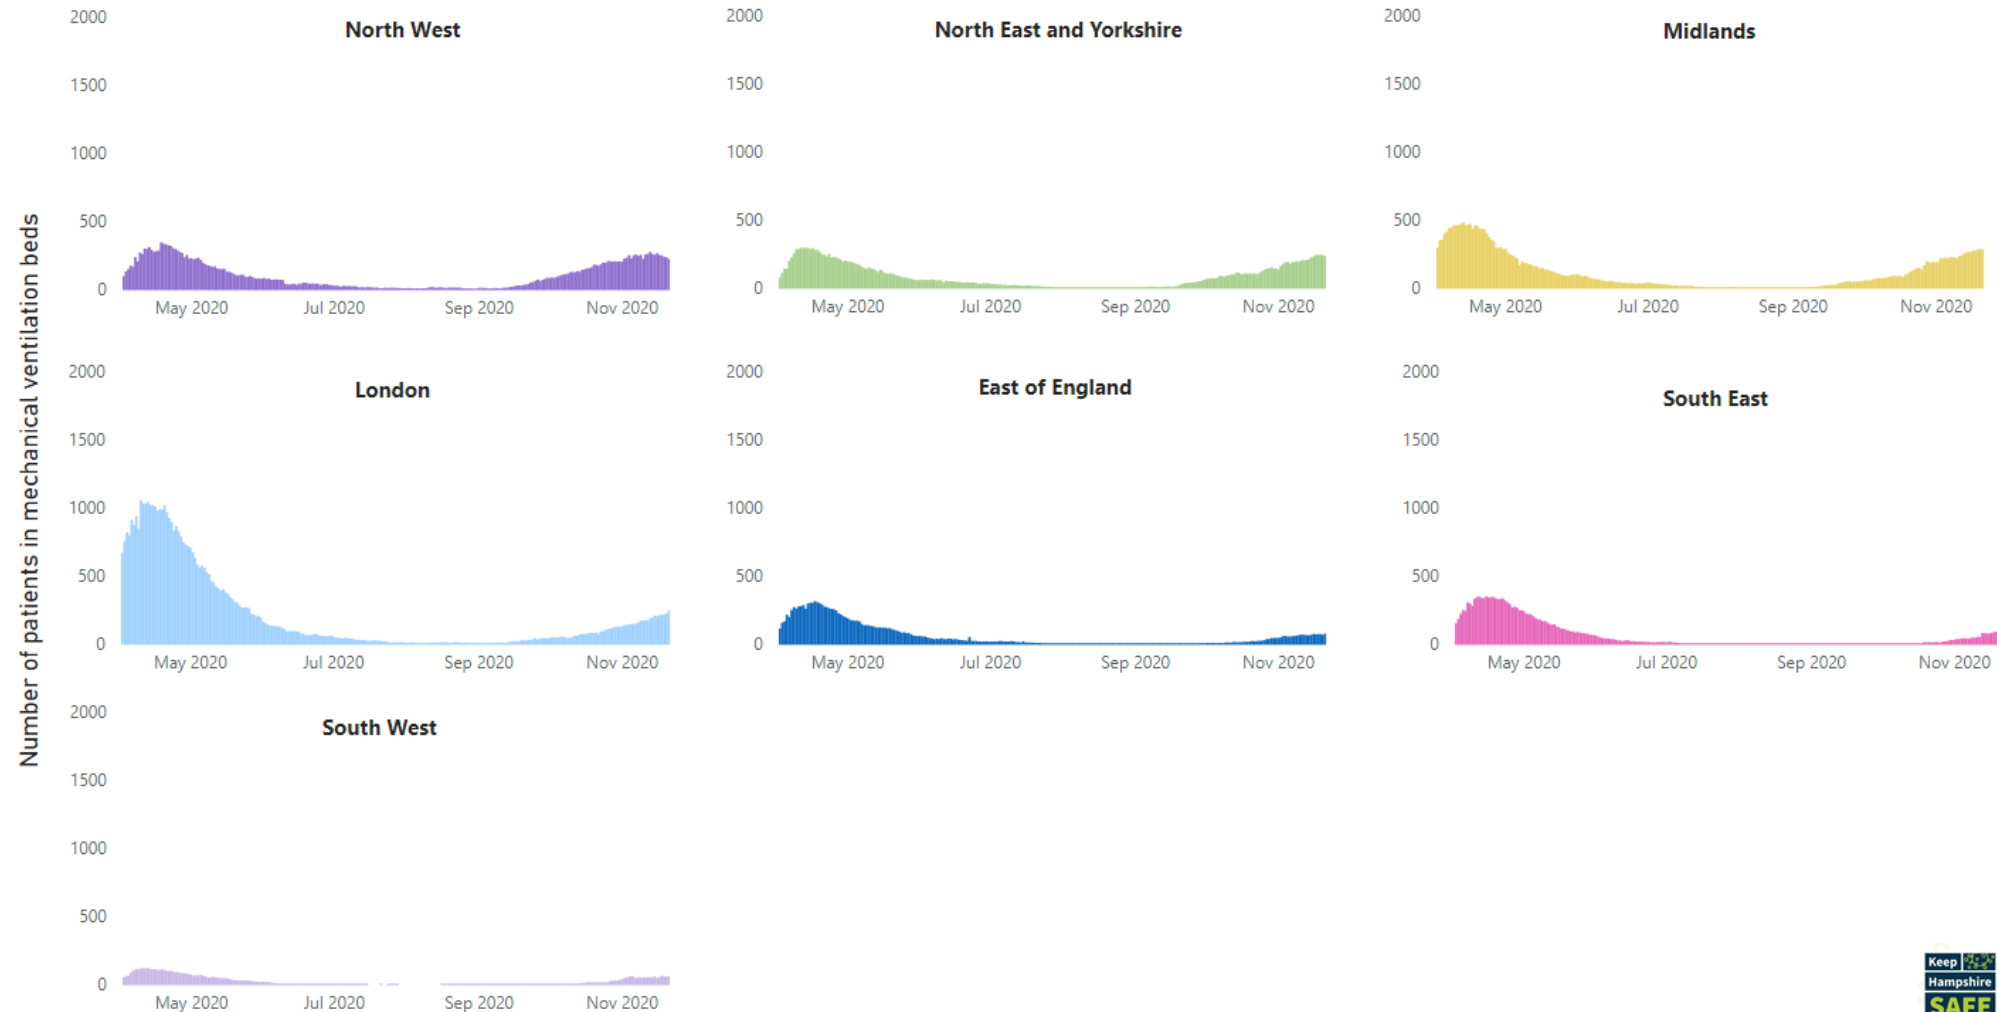 Number of patients in mechanical ventilation beds
North West
2000
1500
1000
500
0
May 2020 Jul 2020 Sep 2020 Nov 2020
North East and Yorkshire
2000
1500
1000
500
0
May 2020 Jul 2020 Sep 2020 Nov 2020
Midlands
2000
1500
1000
500
0
May 2020 Jul 2020 Sep 2020 Nov 2020
London
2000
1500
1000
500
0
May 2020 Jul 2020 Sep 2020 Nov 2020
East of England
2000
1500
1000
500
0
May 2020 Jul 2020 Sep 2020 Nov 2020
South East
2000
1500
1000
500
0
May 2020 Jul 2020 Sep 2020 Nov 2020
South West
2000
1500
1000
500
0
May 2020 Jul 2020 Sep 2020 Nov 2020
Keep
Hampshire
SAFE